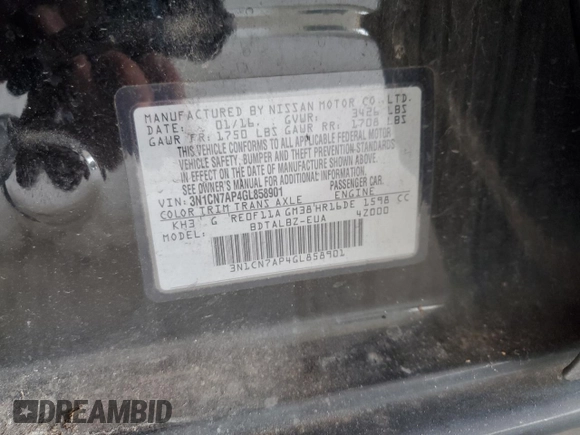 MANUFACTURED BY NISSAN MOTOR CO., LTD.
DATE: 01/16, GVWR: 3426 LBS
GAWR FR: 1750 LBS GAWR RR: 1708 LBS
THIS VEHICLE CONFORMS TO ALL APPLICABLE FEDERAL MOTOR
VEHICLE SAFETY, BUMPER AND THEFT PREVENTION STANDARDS
IN EFFECT ON THE DATE OF MANUFACTURE SHOWN ABOVE.
SEE OWNER'S MANUAL FOR ADDITIONAL INFORMATION.
VIN: 3N1CN7AP4GL858901 PASSENGER CAR.
COLOR TRIM TRANS AXLE ENGINE
KH3 G RE0F11A GM38 HR16DE 1598 CC
MODEL: BDTALBZ-EUA 4Z000
3N1CN7AP4GL858901
DREAMBID